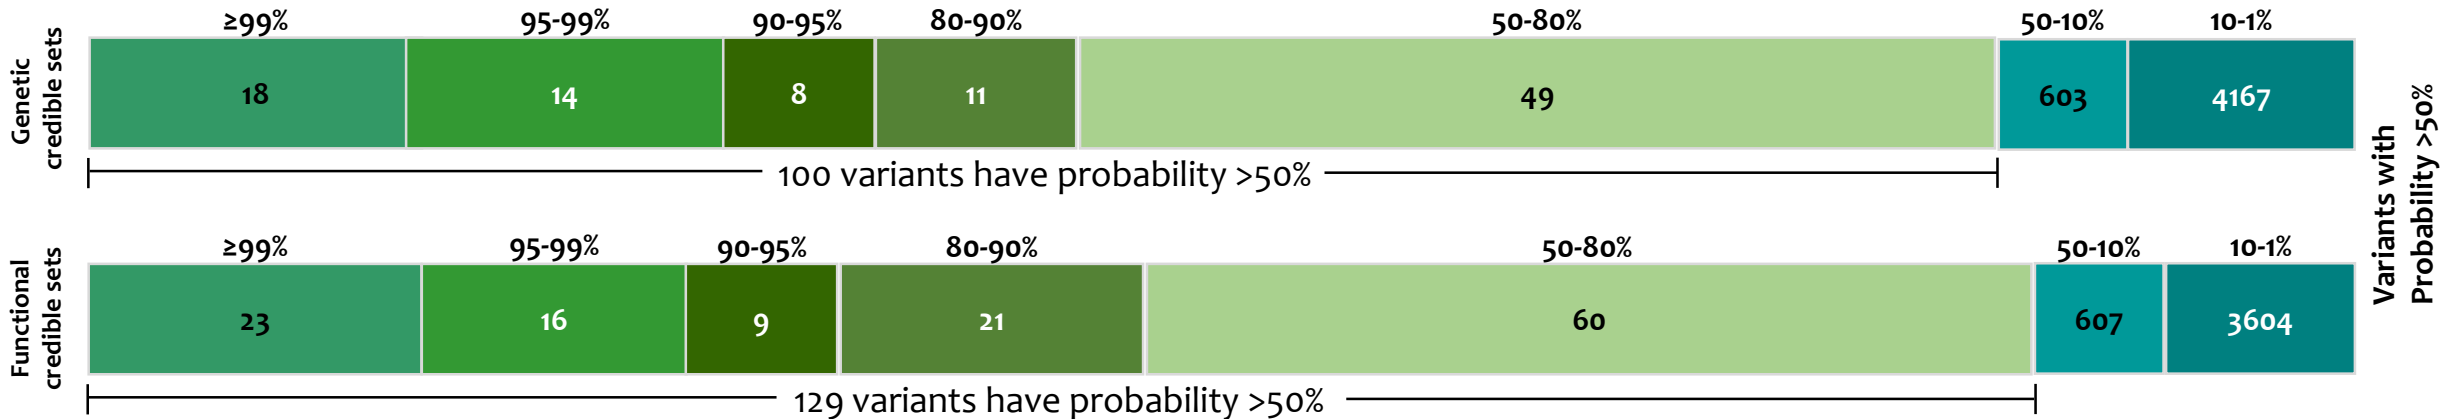 Genetic
credible sets
≥99% 95-99% 90-95% 80-90% 50-80% 50-10% 10-1%
18 14 8 11 49 603 4167
100 variants have probability >50%
Functional
credible sets
≥99% 95-99% 90-95% 80-90% 50-80% 50-10% 10-1%
23 16 9 21 60 607 3604
129 variants have probability >50%
Variants with
Probability >50%